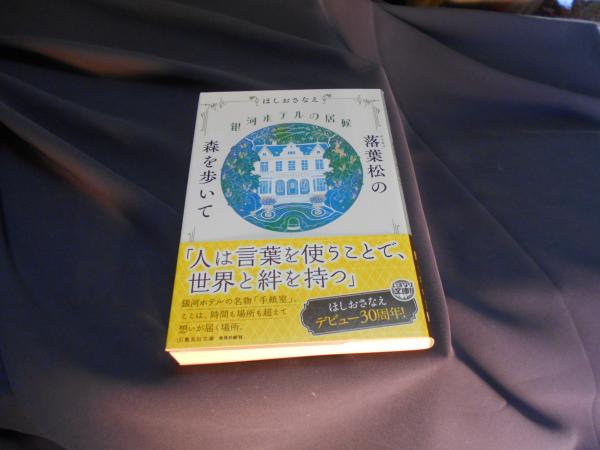 ほしおさなえ
銀河ホテルの居候
落葉松の
森を歩いて
「人は言葉を使うことで、
世界と絆を持つ」
銀河ホテルの名物「手紙室」。
ここは、時間も場所も超えて
想いが届く場所。
ほしおさなえ
デビュー30周年!
集英社文庫